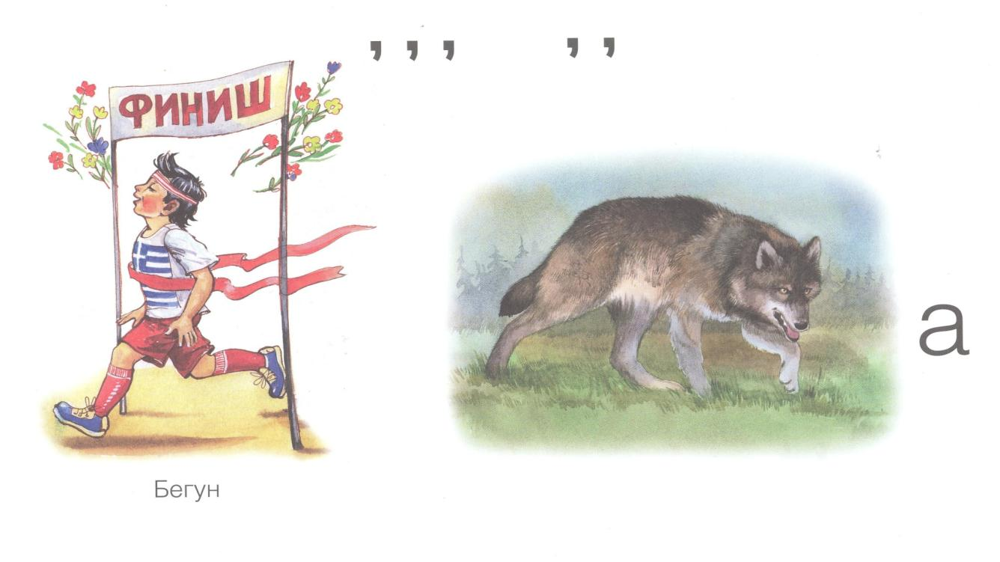 , , , , ,
ФИНИШ
а
Бегун